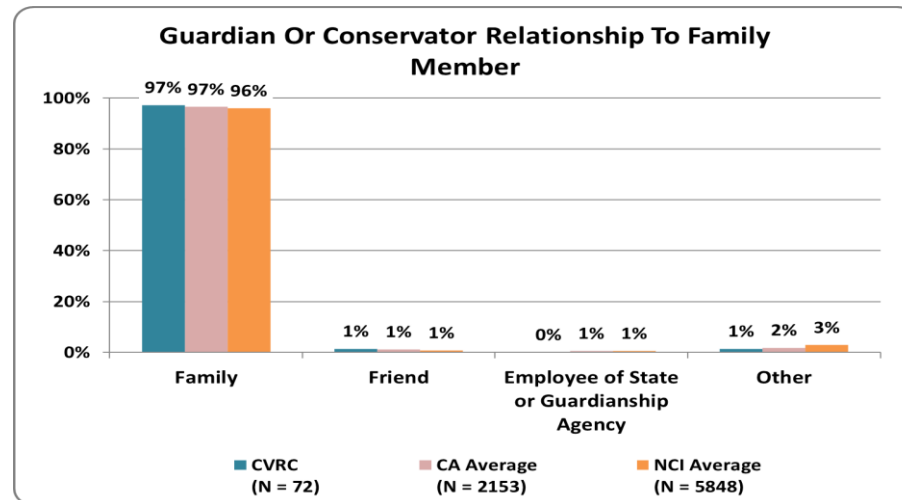 Guardian Or Conservator Relationship To Family
Member
97% 97% 96%
100%
80%
60%
40%
20%
0%
1% 1% 1%
0% 1% 1%
1% 2% 3%
Family
Friend
Employee of State
or Guardianship
Agency
Other
CVRC
(N = 72)
CA Average
(N = 2153)
NCI Average
(N = 5848)